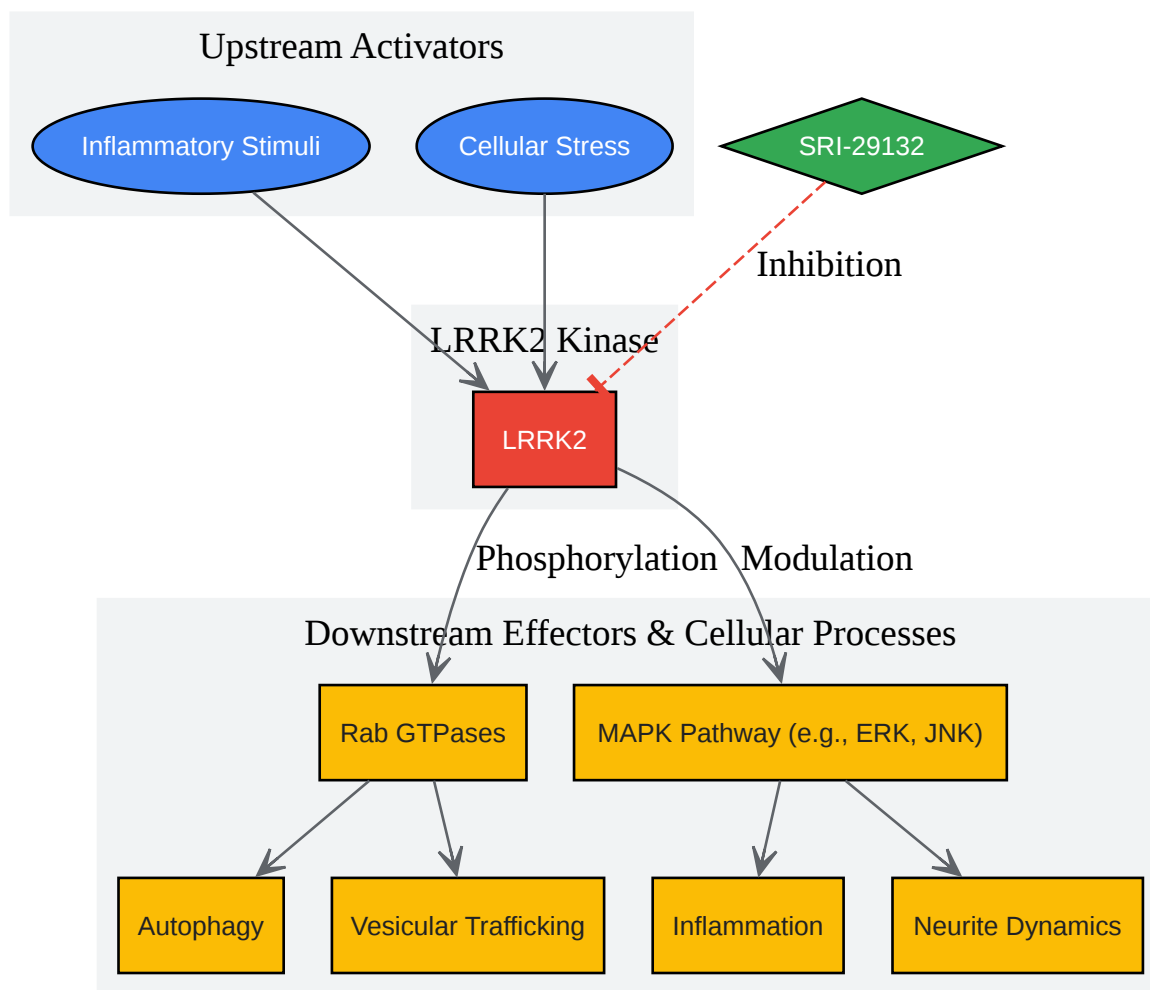 Upstream Activators
Inflammatory Stimuli
Cellular Stress
SRI-29132
Inhibition
LRRK2 Kinase
LRRK2
Phosphorylation
Modulation
Downstream Effectors & Cellular Processes
Rab GTPases
MAPK Pathway (e.g., ERK, JNK)
Autophagy
Vesicular Trafficking
Inflammation
Neurite Dynamics